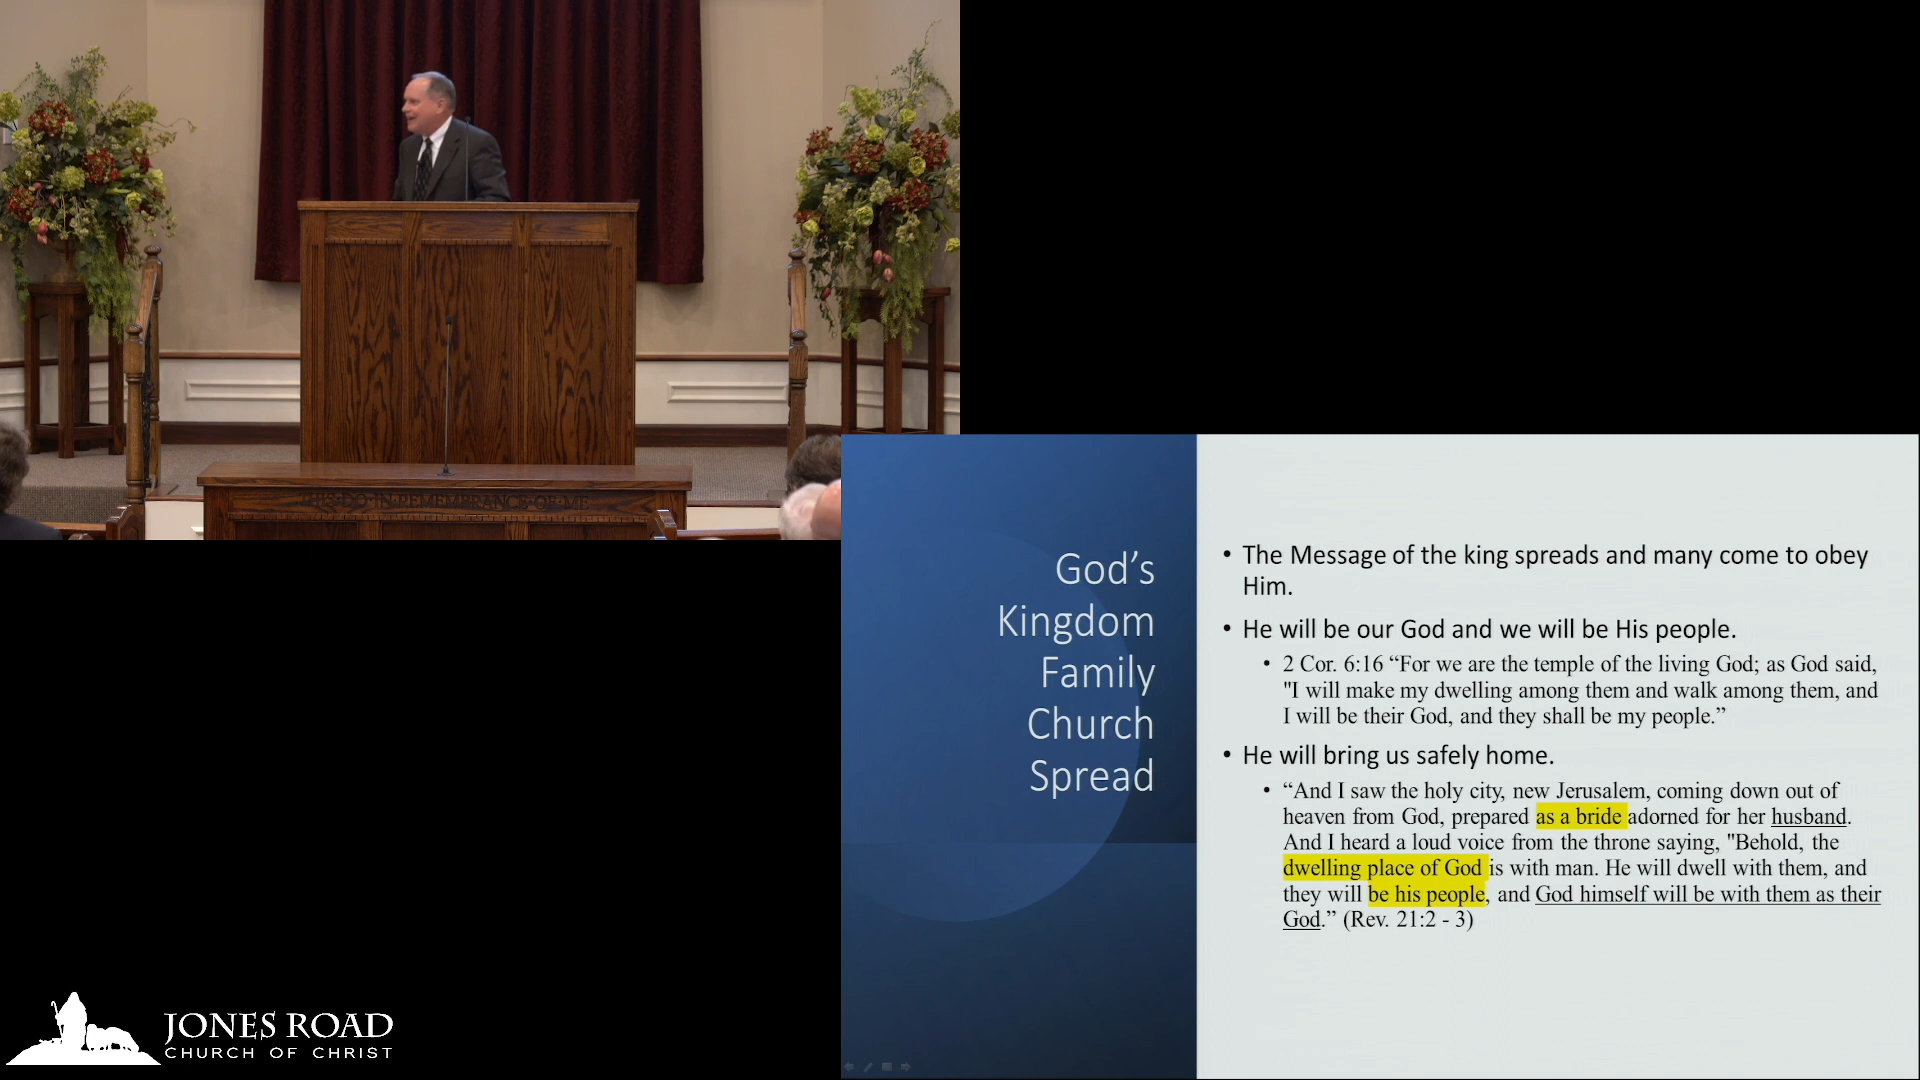 THIS·DO·IN·REMEMBRANCE·OF·ME
God's
Kingdom
Family
Church
Spread
• The Message of the king spreads and many come to obey
Him.
• He will be our God and we will be His people.
• 2 Cor. 6:16 “For we are the temple of the living God; as God said,
"I will make my dwelling among them and walk among them, and
I will be their God, and they shall be my people.”
• He will bring us safely home.
• “And I saw the holy city, new Jerusalem, coming down out of
heaven from God, prepared as a bride adorned for her husband.
And I heard a loud voice from the throne saying, "Behold, the
dwelling place of God is with man. He will dwell with them, and
they will be his people, and God himself will be with them as their
God.” (Rev. 21:2 - 3)
JONES ROAD
CHURCH OF CHRIST